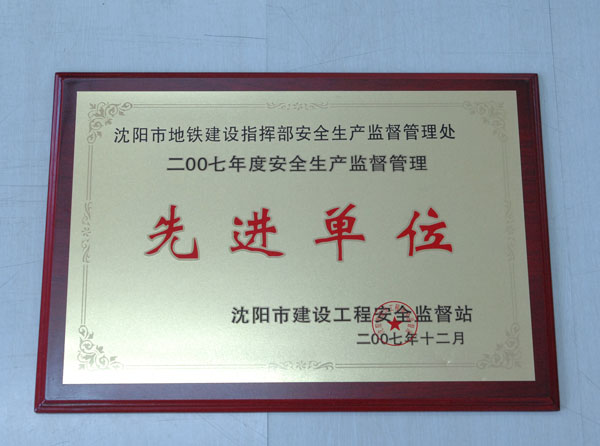 沈阳市地铁建设指挥部安全生产监督管理处
二00七年度安全生产监督管理
先进单位
沈阳市建设工程安全监督站
二00七年十二月